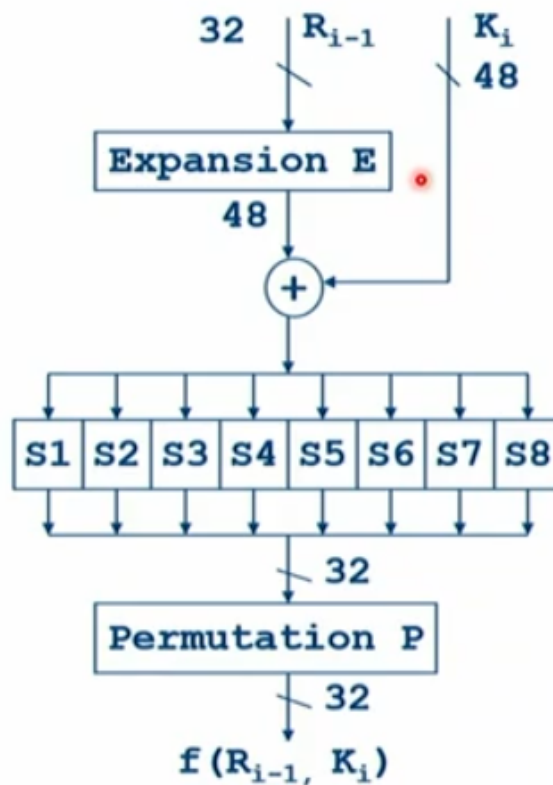 32 R_{i-1} K_i
48
Expansion E
48
+
S1 S2 S3 S4 S5 S6 S7 S8
32
Permutation P
32
f(R_{i-1,} K_i)